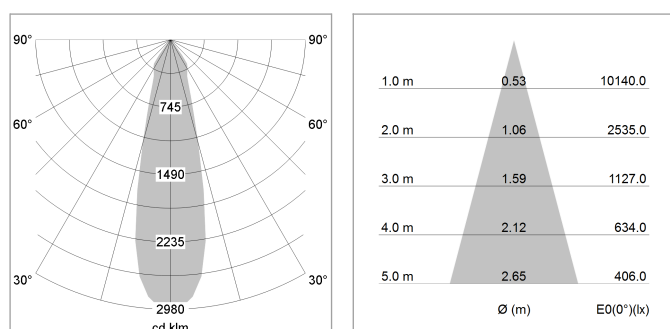 90° 90°
745
60° 60°
1490
2235
30° 30°
2980
cd klm
1.0 m 0.53 10140.0
2.0 m 1.06 2535.0
3.0 m 1.59 1127.0
4.0 m 2.12 634.0
5.0 m 2.65 406.0
Ø (m) E0(0°)(lx)